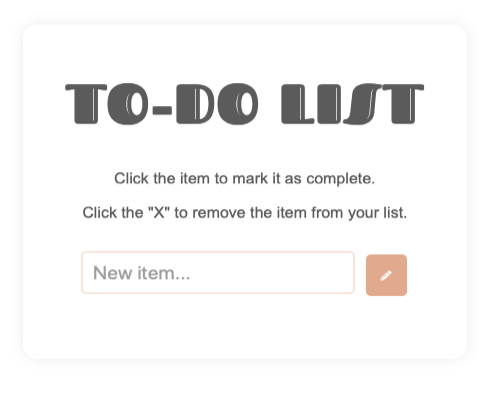 TO-DO LIST
Click the item to mark it as complete.
Click the "X" to remove the item from your list.
New item...